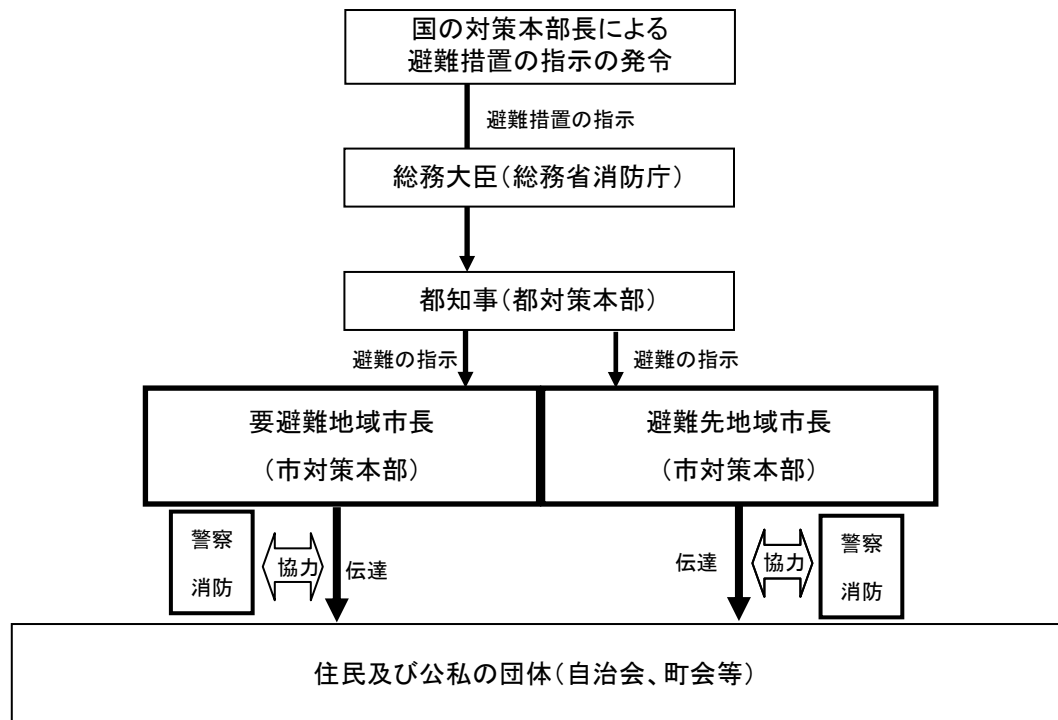 国の対策本部長による
避難措置の指示の発令
避難措置の指示
総務大臣（総務省消防庁）
都知事（都対策本部）
避難の指示
避難の指示
要避難地域市長
（市対策本部）
避難先地域市長
（市対策本部）
警察
消防
協力
伝達
伝達
協力
警察
消防
住民及び公私の団体（自治会、町会等）